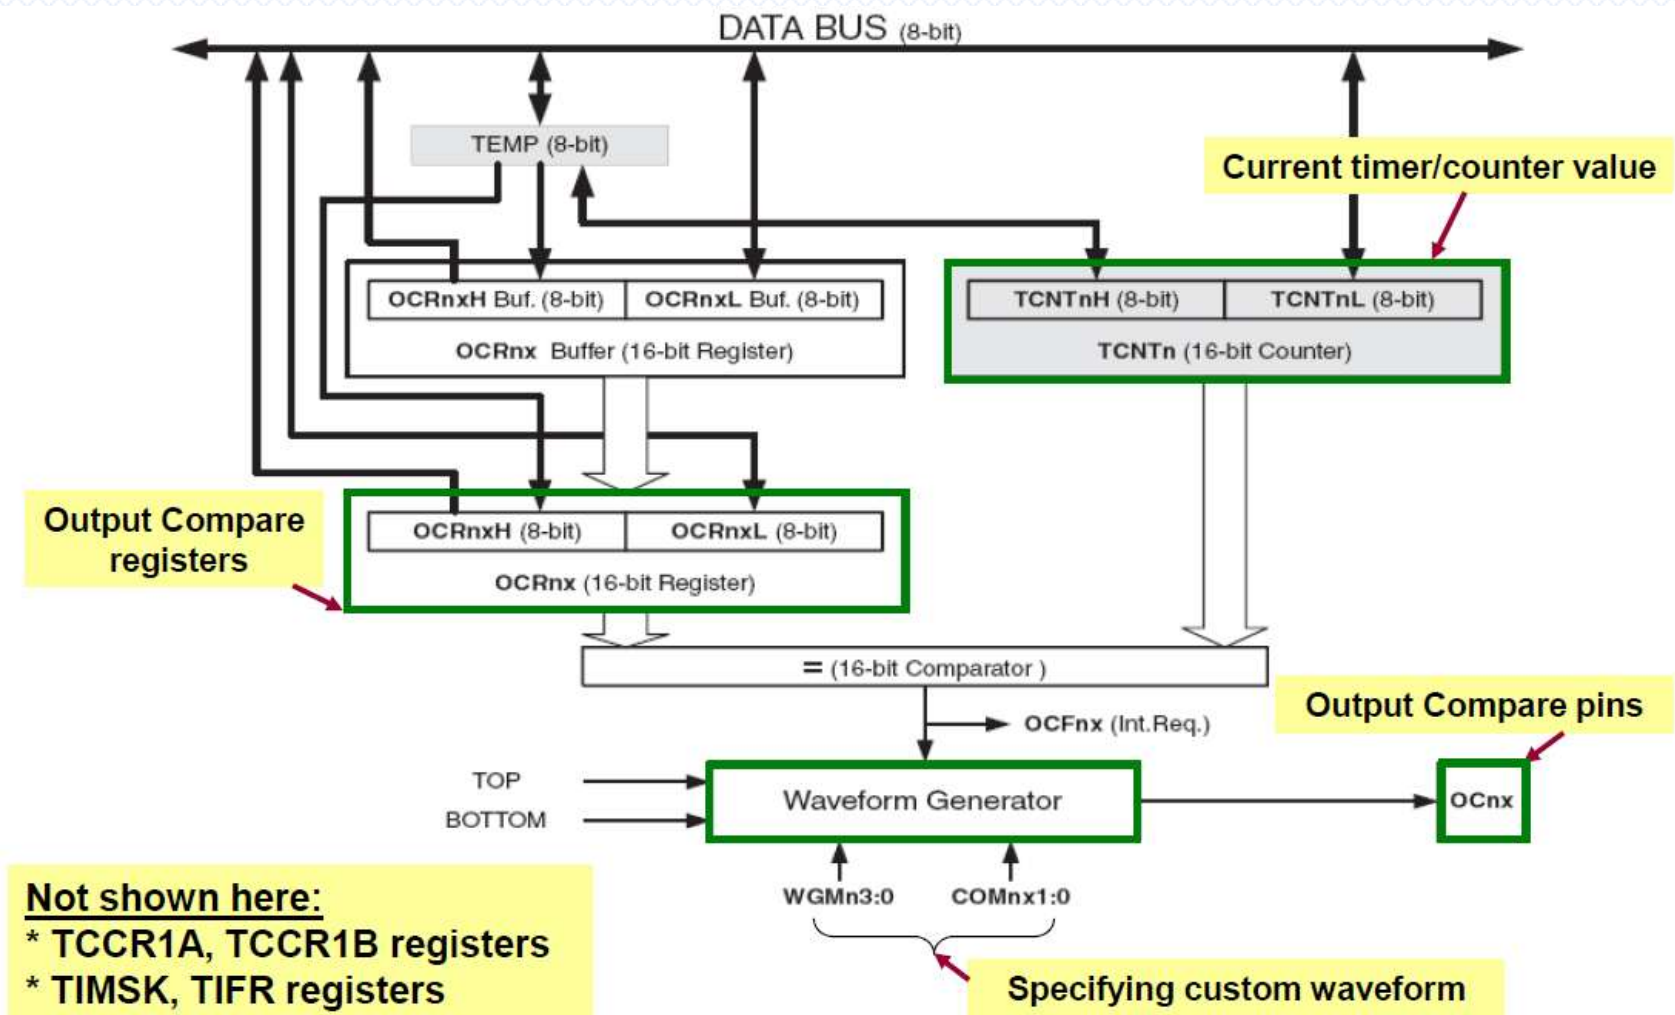 DATA BUS (8-bit)
TEMP (8-bit)
Current timer/counter value
OCRnxH Buf. (8-bit)
OCRnxL Buf. (8-bit)
OCRnx Buffer (16-bit Register)
TCNTnH (8-bit)
TCNTnL (8-bit)
TCNTn (16-bit Counter)
Output Compare
registers
OCRnxH (8-bit)
OCRnxL (8-bit)
OCRnx (16-bit Register)
= (16-bit Comparator )
OCFnx (Int.Req.)
Output Compare pins
TOP
BOTTOM
Waveform Generator
OCnx
WGMn3:0
COMnx1:0
Not shown here:
* TCCR1A, TCCR1B registers
* TIMSK, TIFR registers
Specifying custom waveform